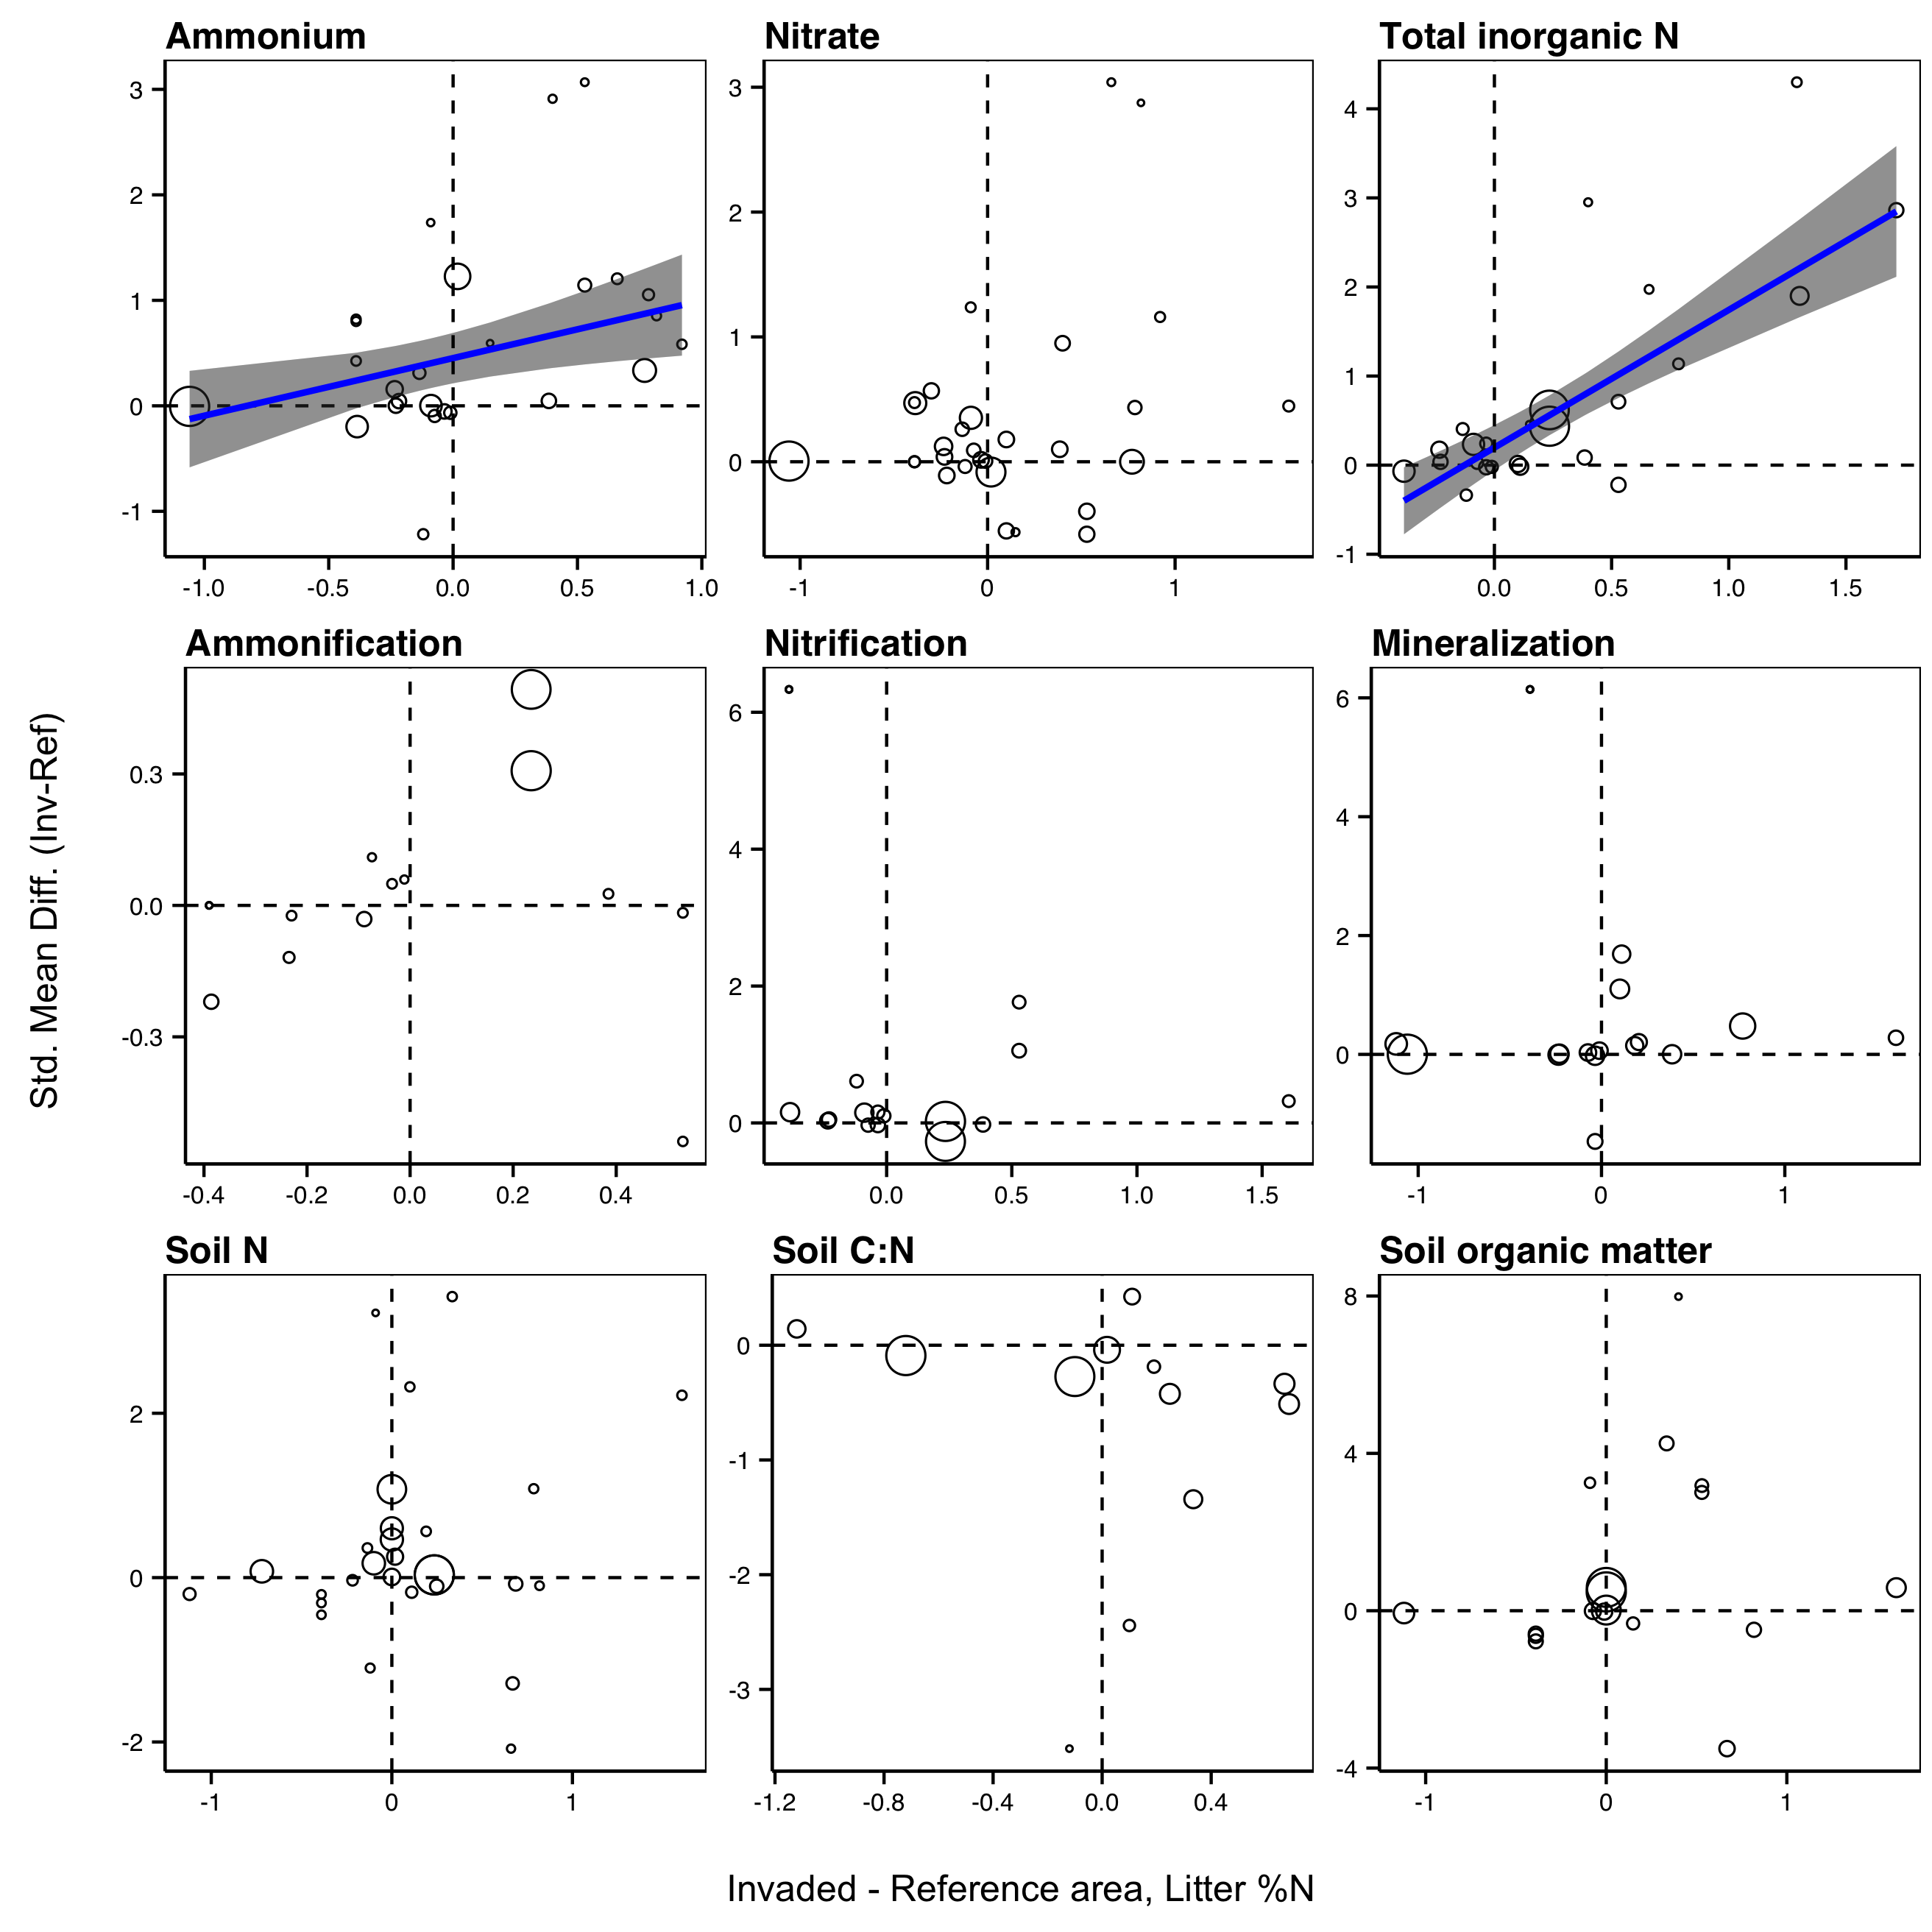 Ammonium Nitrate Total inorganic N
3 3 4
2 2 3
1 1 2
0 0 1
-1 0
-1
-1.0 -0.5 0.0 0.5 1.0 -1 0 1 0.0 0.5 1.0 1.5
Ammonification Nitrification Mineralization
0.3 6 6
0.0 4 4
-0.3 2 2
0 0
-0.4 -0.2 0.0 0.2 0.4 0.0 0.5 1.0 1.5 -1 0 1
Std. Mean Diff. (Inv-Ref)
Soil N Soil C:N Soil organic matter
2 0 8
0 -1 4
-2 -2 0
-3 -4
-1 0 1 -1.2 -0.8 -0.4 0.0 0.4 -1 0 1
Invaded - Reference area, Litter %N